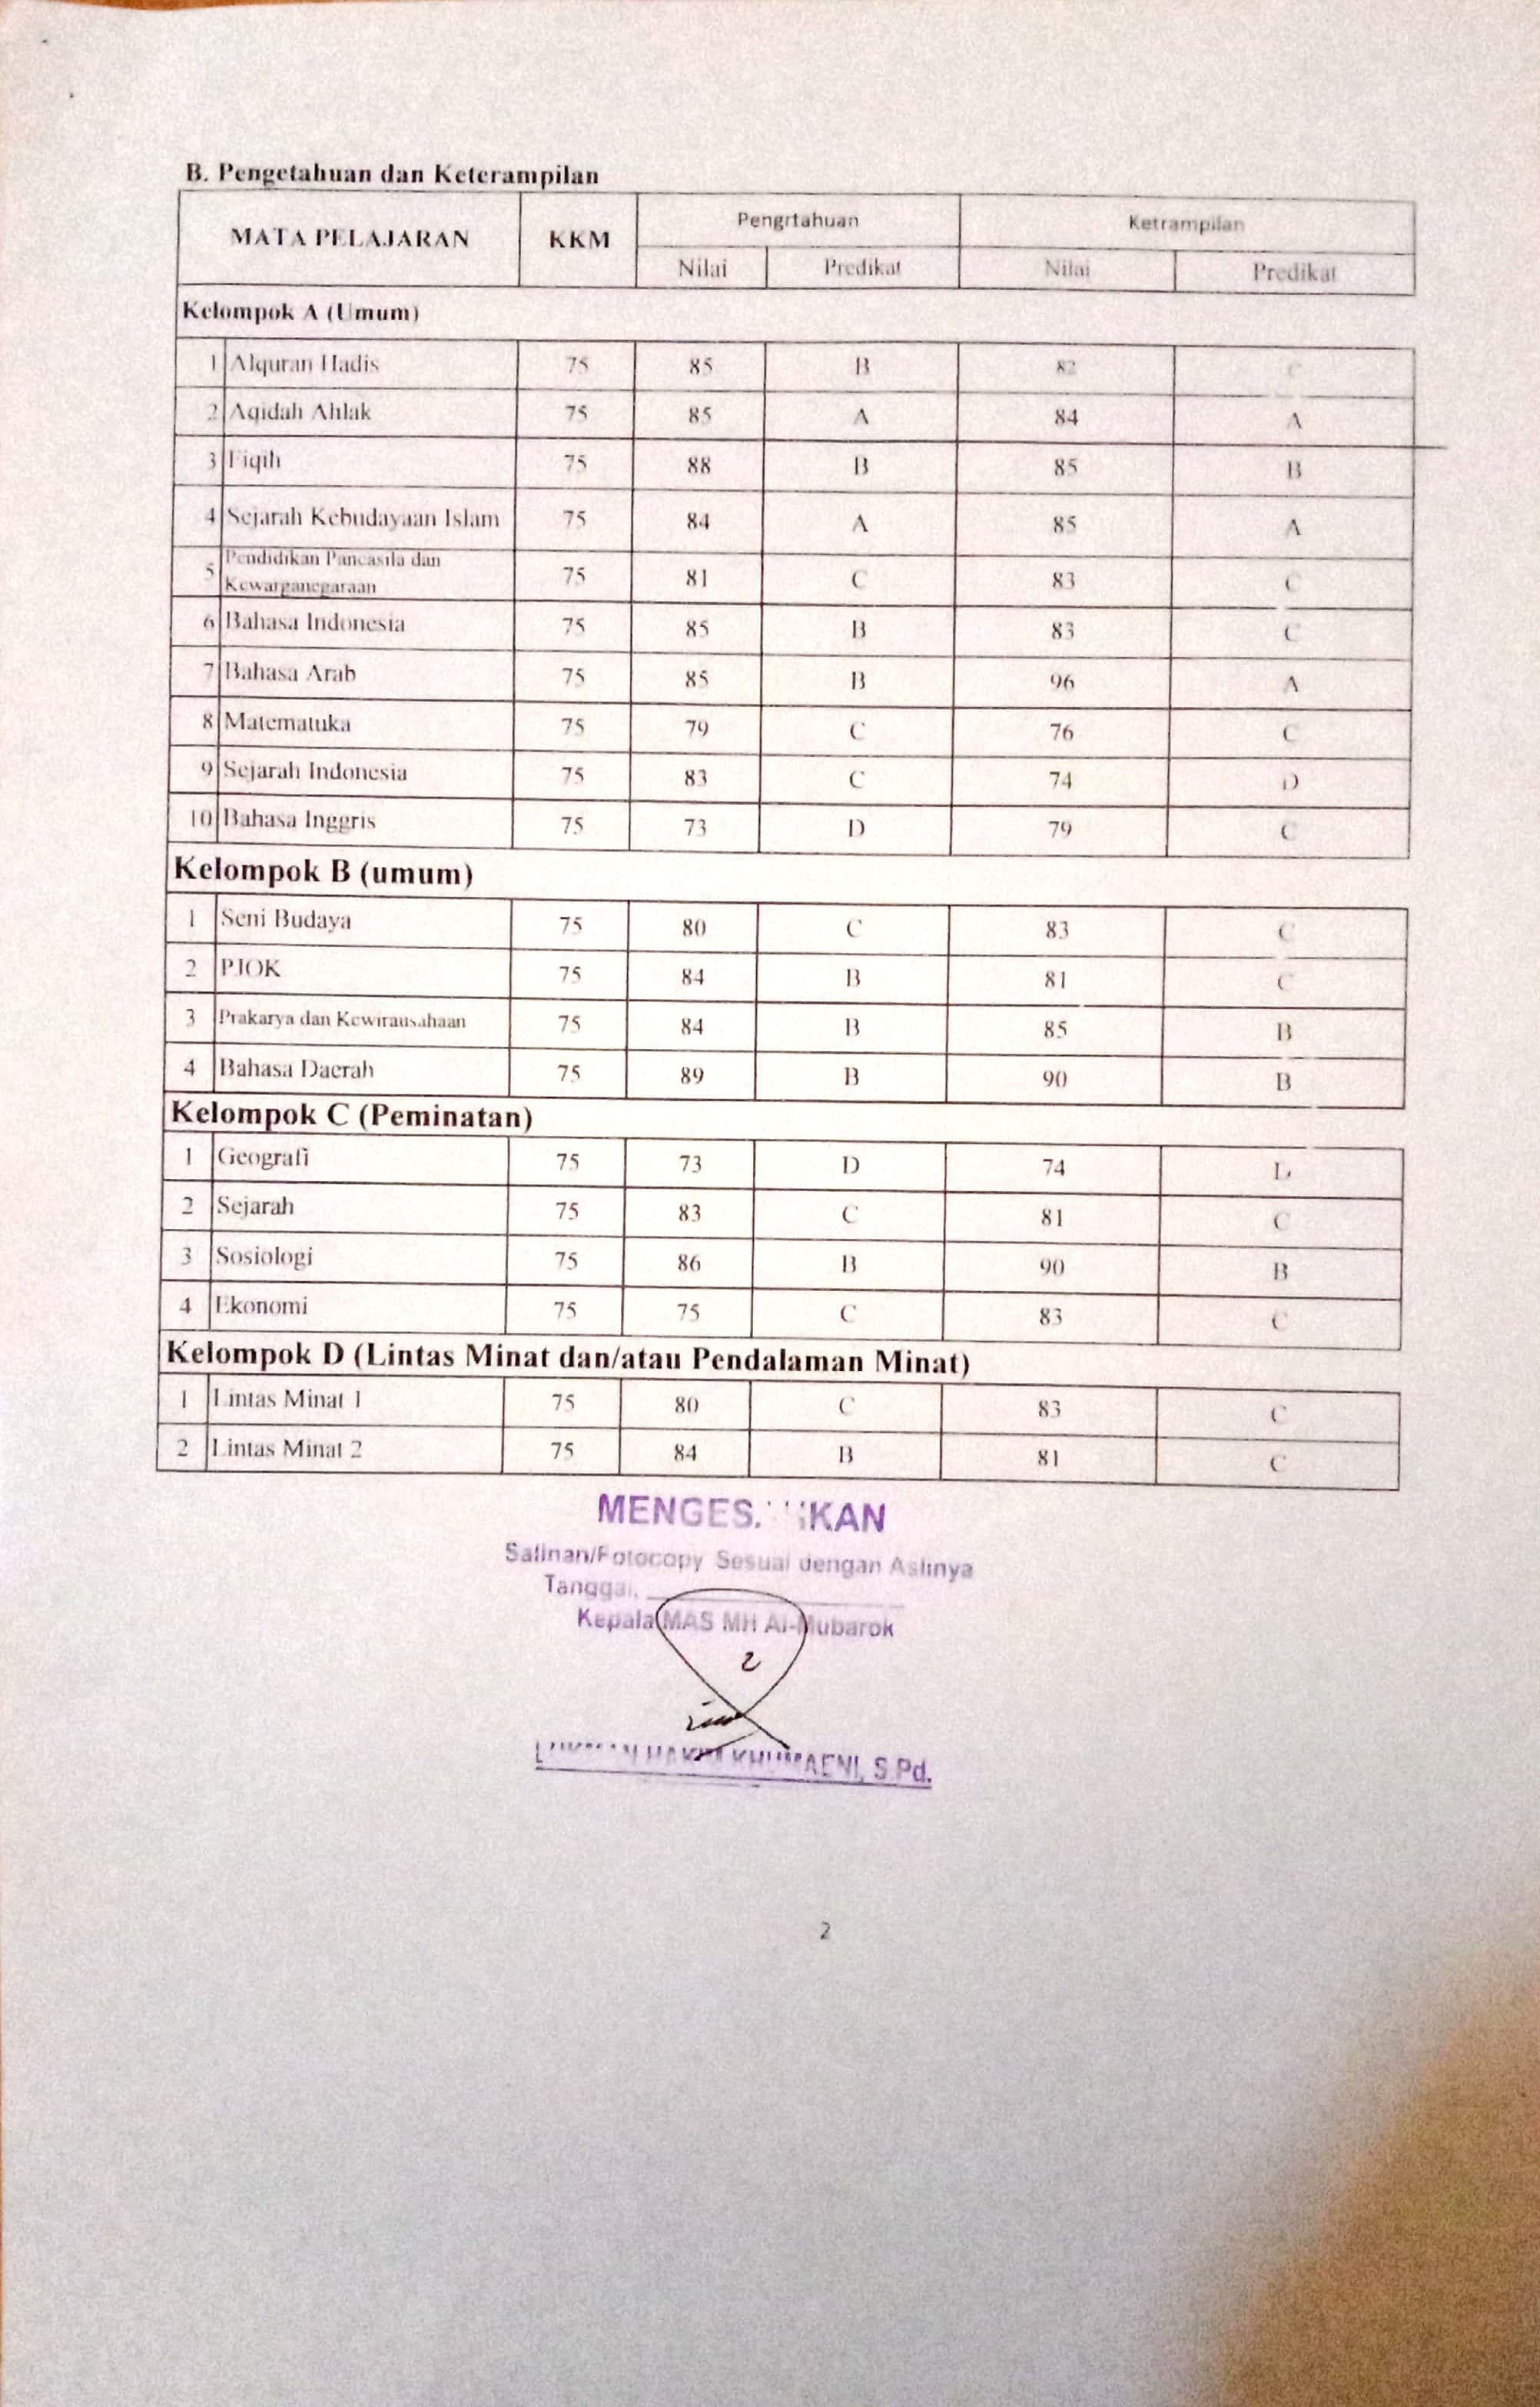 B. Pengetahuan dan Keterampilan
MATA PELAJARAN KKM Pengrtahuan Ketrampilan
Nilai Predikat Nilai Predikat
Kelompok A (Umum)
1 Alquran Hadis 75 85 B 82 C
2 Aqidah Ahlak 75 85 A 84 A
3 Fiqih 75 88 B 85 B
4 Sejarah Kebudayaan Islam 75 84 A 85 A
5 Pendidikan Pancasila dan
Kewarganegaraan 75 81 C 83 C
6 Bahasa Indonesia 75 85 B 83 C
7 Bahasa Arab 75 85 B 96 A
8 Matematuka 75 79 C 76 C
9 Sejarah Indonesia 75 83 C 74 D
10 Bahasa Inggris 75 73 D 79 C
Kelompok B (umum)
1 Seni Budaya 75 80 C 83 C
2 PJOK 75 84 B 81 C
3 Prakarya dan Kewirausahaan 75 84 B 85 B
4 Bahasa Daerah 75 89 B 90 B
Kelompok C (Peminatan)
1 Geografi 75 73 D 74
2 Sejarah 75 83 C 81 C
3 Sosiologi 75 86 B 90 B
4 Ekonomi 75 75 C 83 C
Kelompok D (Lintas Minat dan/atau Pendalaman Minat)
1 Lintas Minat 1 75 80 C 83 C
2 Lintas Minat 2 75 84 B 81 C
Salinan/Fotocopy Sesuai dengan Aslinya
Tanggal,
Kepala MAS MH Al-Mubarok
KHUMAENI, S.Pd.
2